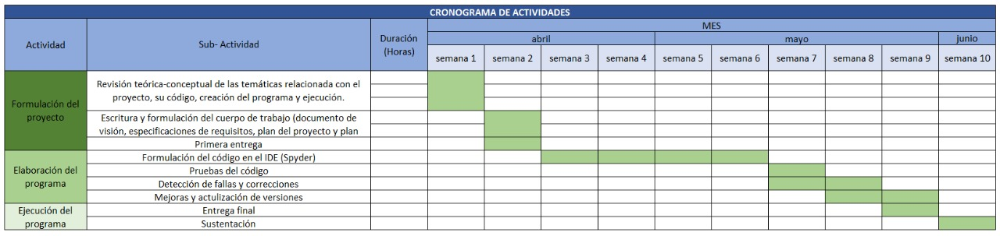 CRONOGRAMA DE ACTIVIDADES
Actividad
Sub- Actividad
Duración
(Horas)
MES
abril
mayo
junio
semana 1
semana 2
semana 3
semana 4
semana 5
semana 6
semana 7
semana 8
semana 9
semana 10
Formulación del
proyecto
Revisión teórica-conceptual de las temáticas relacionada con el
proyecto, su código, creación del programa y ejecución.
Escritura y formulación del cuerpo de trabajo (documento de
visión, especificaciones de requisitos, plan del proyecto y plan
Primera entrega
Elaboración del
programa
Formulación del código en el IDE (Spyder)
Pruebas del código
Detección de fallas y correcciones
Mejoras y actulización de versiones
Ejecución del
programa
Entrega final
Sustentación